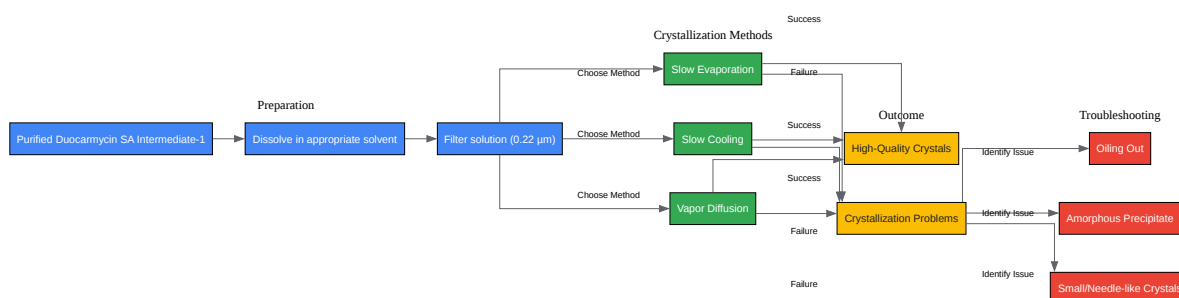 Success
Crystallization Methods
Slow Evaporation
Choose Method
Failure
Preparation
Outcome
Troubleshooting
Purified Duocarmycin SA Intermediate-1
Dissolve in appropriate solvent
Filter solution (0.22 µm)
Choose Method
Slow Cooling
Success
High-Quality Crystals
Identify Issue
Oiling Out
Success
Choose Method
Vapor Diffusion
Crystallization Problems
Identify Issue
Amorphous Precipitate
Failure
Identify Issue
Failure
Small/Needle-like Crystals